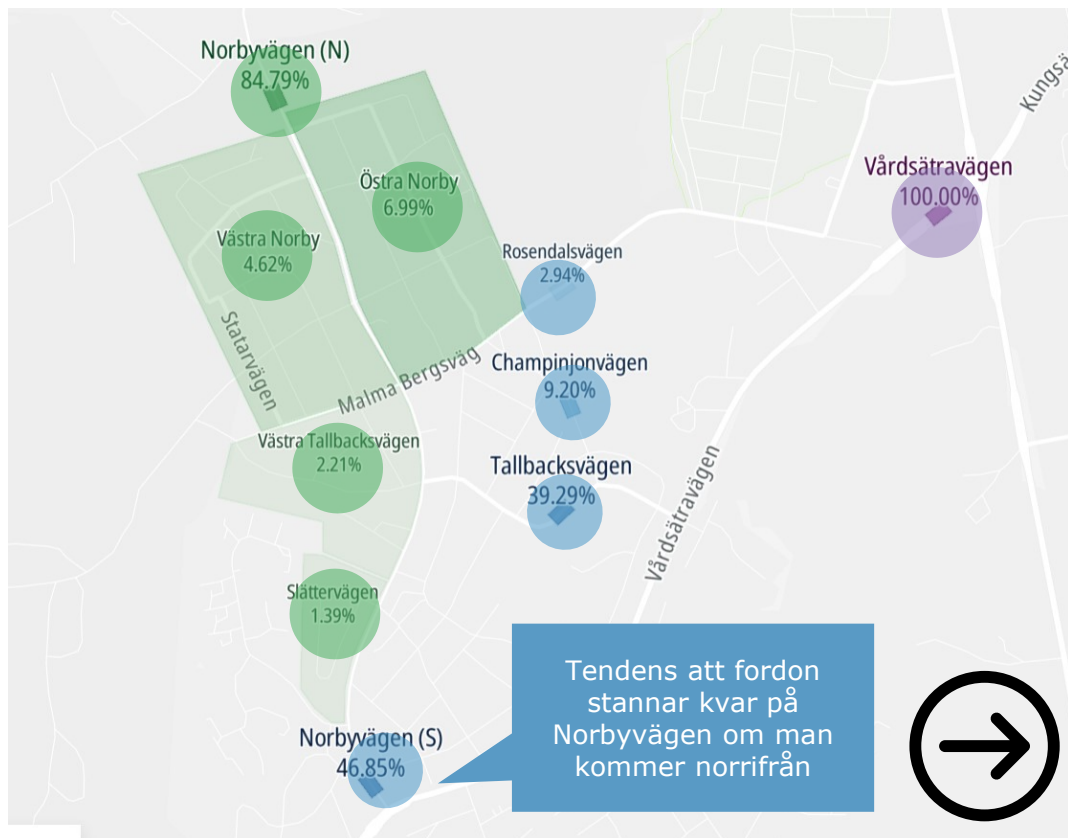 Norbyvägen (N)
84.79%
Kungsä
Östra Norby
6.99%
Vårdsätravägen
100.00%
Västra Norby
4.62%
Rosendalsvägen
2.94%
Statarvägen
Malma Bergsväg
Champinjonvägen
9.20%
Västra Tallbacksvägen
2.21%
Tallbacksvägen
39.29%
Vårdsätravägen
Slåttervägen
1.39%
Norbyvägen (S)
46.85%
Tendens att fordon
stannar kvar på
Norbyvägen om man
kommer norrifrån